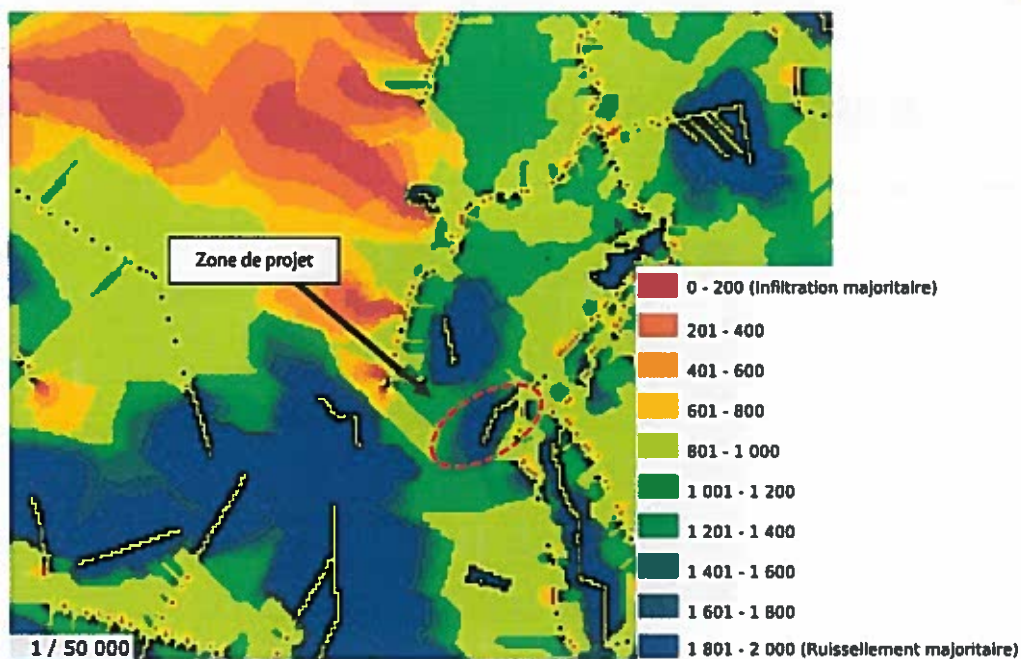 Zone de projet
0 - 200 (Infiltration majoritaire)
201 - 400
401 - 600
601 - 800
801 - 1 000
1 001 - 1 200
1 201 - 1 400
1 401 - 1 600
1 601 - 1 800
1 801 - 2 000 (Ruissellement majoritaire)
1 / 50 000